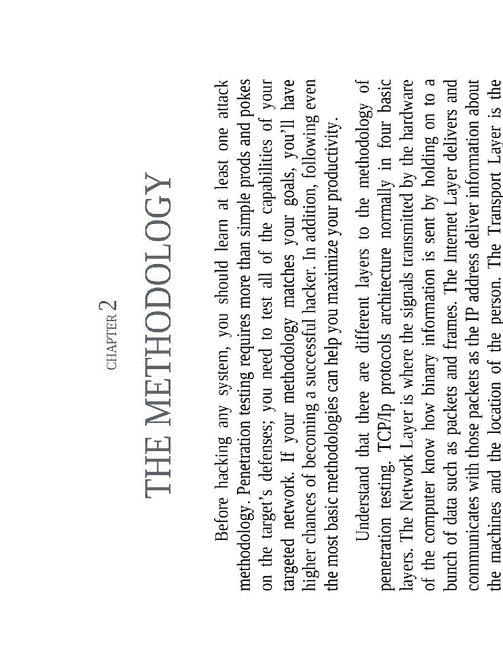 CHAPTER 2
THE METHODOLOGY
Before hacking any system, you should learn at least one attack
methodology. Penetration testing requires more than simple prods and pokes
on the target's defenses; you need to test all of the capabilities of your
targeted network. If your methodology matches your goals, you'll have
higher chances of becoming a successful hacker. In addition, following even
the most basic methodologies can help you maximize your productivity.
Understand that there are different layers to the methodology of
penetration testing. TCP/Ip protocols architecture normally in four basic
layers. The Network Layer is where the signals transmitted by the hardware
of the computer know how binary information is sent by holding on to a
bunch of data such as packets and frames. The Internet Layer delivers and
communicates with those packets as the IP address deliver information about
the machines and the location of the person. The Transport Layer is the